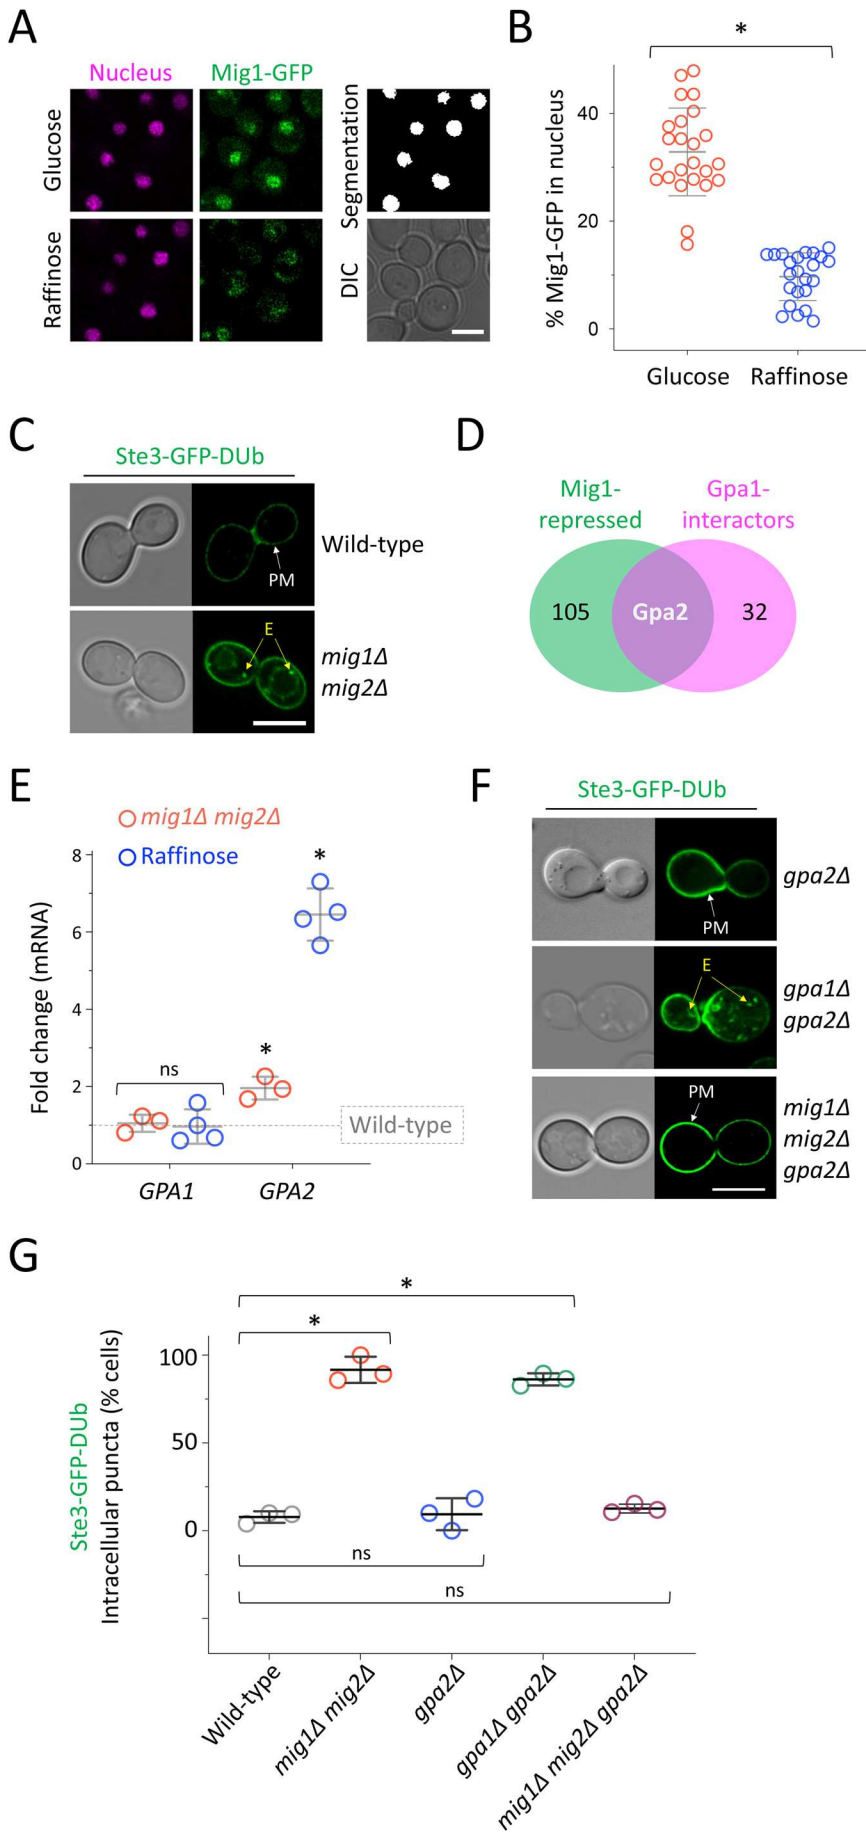 A
Nucleus
Mig1-GFP
Glucose
Raffinose
Segmentation
DIC
B
*
% Mig1-GFP in nucleus
40
20
0
Glucose
Raffinose
C
Ste3-GFP-DUb
PM
Wild-type
E
mig1Δ
mig2Δ
D
Mig1-
repressed
Gpa1-
interactors
105
Gpa2
32
E
mig1Δ mig2Δ
Raffinose
Fold change (mRNA)
8
6
4
2
0
ns
*
*
Wild-type
GPA1
GPA2
F
Ste3-GFP-DUb
PM
gpa2Δ
E
gpa1Δ
gpa2Δ
PM
mig1Δ
mig2Δ
gpa2Δ
G
*
*
Ste3-GFP-DUb
Intracellular puncta (% cells)
100
50
0
ns
ns
Wild-type
mig1Δ mig2Δ
gpa2Δ
gpa1Δ gpa2Δ
mig1Δ mig2Δ gpa2Δ